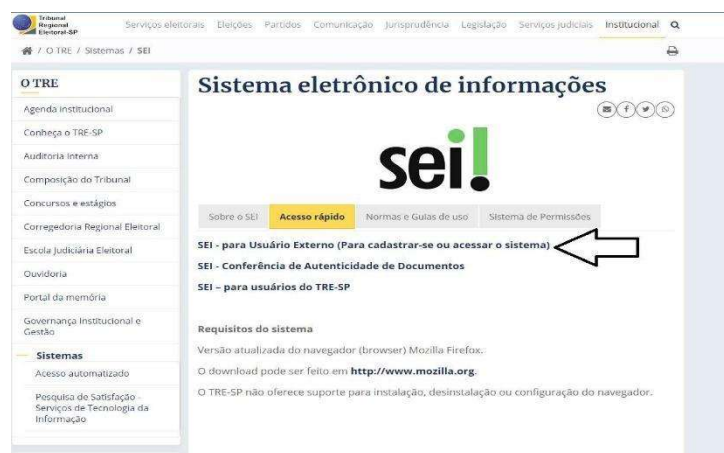 Tribunal
Regional
Eleitoral-SP
Serviços eleitorais Eleições Partidos Comunicação Jurisprudência Legislação Serviços judiciais Institucional
/ O TRE / Sistemas / SEI
O TRE
Agenda institucional
Conheça o TRE-SP
Auditoria Interna
Composição do Tribunal
Concursos e estágios
Corregedoria Regional Eleitoral
Escola Judiciária Eleitoral
Ouvidoria
Portal da memória
Governança Institucional e
Gestão
Sistemas
Acesso automatizado
Pesquisa de Satisfação -
Serviços de Tecnologia da
Informação
Sistema eletrônico de informações
sei!
Sobre o SEI Acesso rápido Normas e Guias de uso Sistema de Permissões
SEI - para Usuário Externo (Para cadastrar-se ou acessar o sistema)
SEI - Conferência de Autenticidade de Documentos
SEI – para usuários do TRE-SP
Requisitos do sistema
Versão atualizada do navegador (browser) Mozilla Firefox.
O download pode ser feito em http://www.mozilla.org.
O TRE-SP não oferece suporte para instalação, desinstalação ou configuração do navegador.